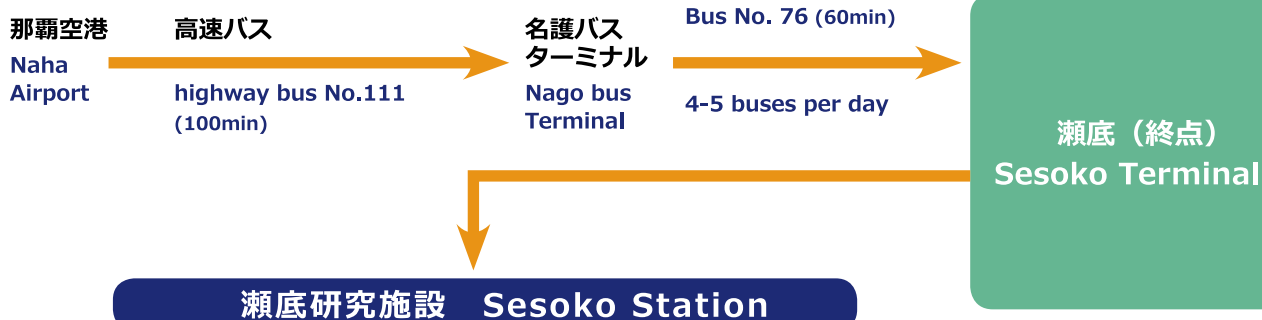 那覇空港
Naha
Airport
高速バス
highway bus No.111
(100min)
名護バス
ターミナル
Nago bus
Terminal
Bus No. 76 (60min)
4-5 buses per day
瀬底（終点）
Sesoko Terminal
瀬底研究施設　Sesoko Station